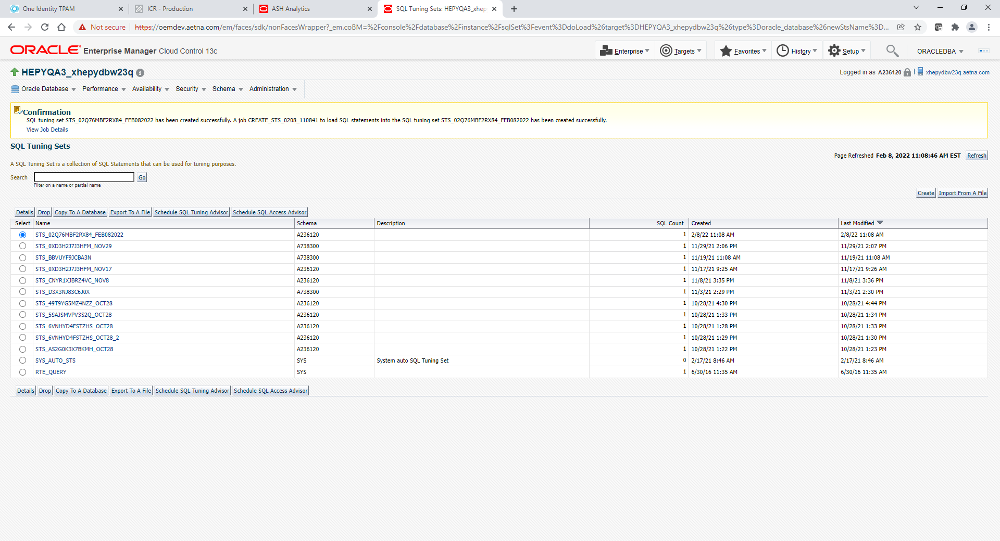 One Identity TPAM
ICR - Production
ASH Analytics
SQL Tuning Sets: HEPYQA3_xhep
Not secure https://oemdev.aetna.com/em/faces/sdk/nonFacesWrapper?_em.coBM=%2Fconsole%2Fdatabase%2Finstance%2FsqlSet%3Fevent%3DdoLoad%26target%3DHEPYQA3_xhepydbw23q%26type%3Doracle_database%26newStsName%3D...
ORACLE Enterprise Manager Cloud Control 13c
Enterprise Targets Favorites History Setup ORACLEDBA
HEPYQA3_xhepydbw23q
Logged in as A236120 xhepydbw23q.aetna.com
Oracle Database Performance Availability Security Schema Administration
Confirmation
SQL tuning set STS_02Q76MBF2RX84_FEB082022 has been created successfully. A job CREATE_STS_0208_110841 to load SQL statements into the SQL tuning set STS_02Q76MBF2RX84_FEB082022 has been created successfully.
View Job Details
SQL Tuning Sets
Page Refreshed Feb 8, 2022 11:08:46 AM EST Refresh
A SQL Tuning Set is a collection of SQL Statements that can be used for tuning purposes.
Search Go
Filter on a name or partial name
Create Import From A File
Details Drop Copy To A Database Export To A File Schedule SQL Tuning Advisor Schedule SQL Access Advisor
Select Name Schema Description SQL Count Created Last Modified
STS_02Q76MBF2RX84_FEB082022 A236120 1 2/8/22 11:08 AM 2/8/22 11:08 AM
STS_0XD3H2J7J3HFM_NOV29 A738300 1 11/29/21 2:06 PM 11/29/21 2:07 PM
STS_BBVUYF9JCBA3N A738300 1 11/19/21 11:08 AM 11/19/21 11:08 AM
STS_0XD3H2J7J3HFM_NOV17 A236120 1 11/17/21 9:25 AM 11/17/21 9:26 AM
STS_CNYR1XJBRZ4VC_NOV8 A236120 1 11/8/21 3:35 PM 11/8/21 3:36 PM
STS_D3X3NJ83C6J0X A738300 1 11/3/21 2:29 PM 11/3/21 2:30 PM
STS_49T9YG5MZ4NZZ_OCT28 A236120 1 10/28/21 4:30 PM 10/28/21 4:44 PM
STS_5SAJSMVPV3S2Q_OCT28 A236120 1 10/28/21 1:33 PM 10/28/21 1:34 PM
STS_6VNHYD4FSTZHS_OCT28 A236120 1 10/28/21 1:28 PM 10/28/21 1:33 PM
STS_6VNHYD4FSTZHS_OCT28_2 A236120 1 10/28/21 1:29 PM 10/28/21 1:30 PM
STS_AS2G0K3X7BKMH_OCT28 A236120 1 10/28/21 1:22 PM 10/28/21 1:23 PM
SYS_AUTO_STS SYS System auto SQL Tuning Set 0 2/17/21 8:46 AM 2/17/21 8:46 AM
RTE_QUERY SYS 1 6/30/16 11:35 AM 6/30/16 11:35 AM
Details Drop Copy To A Database Export To A File Schedule SQL Tuning Advisor Schedule SQL Access Advisor